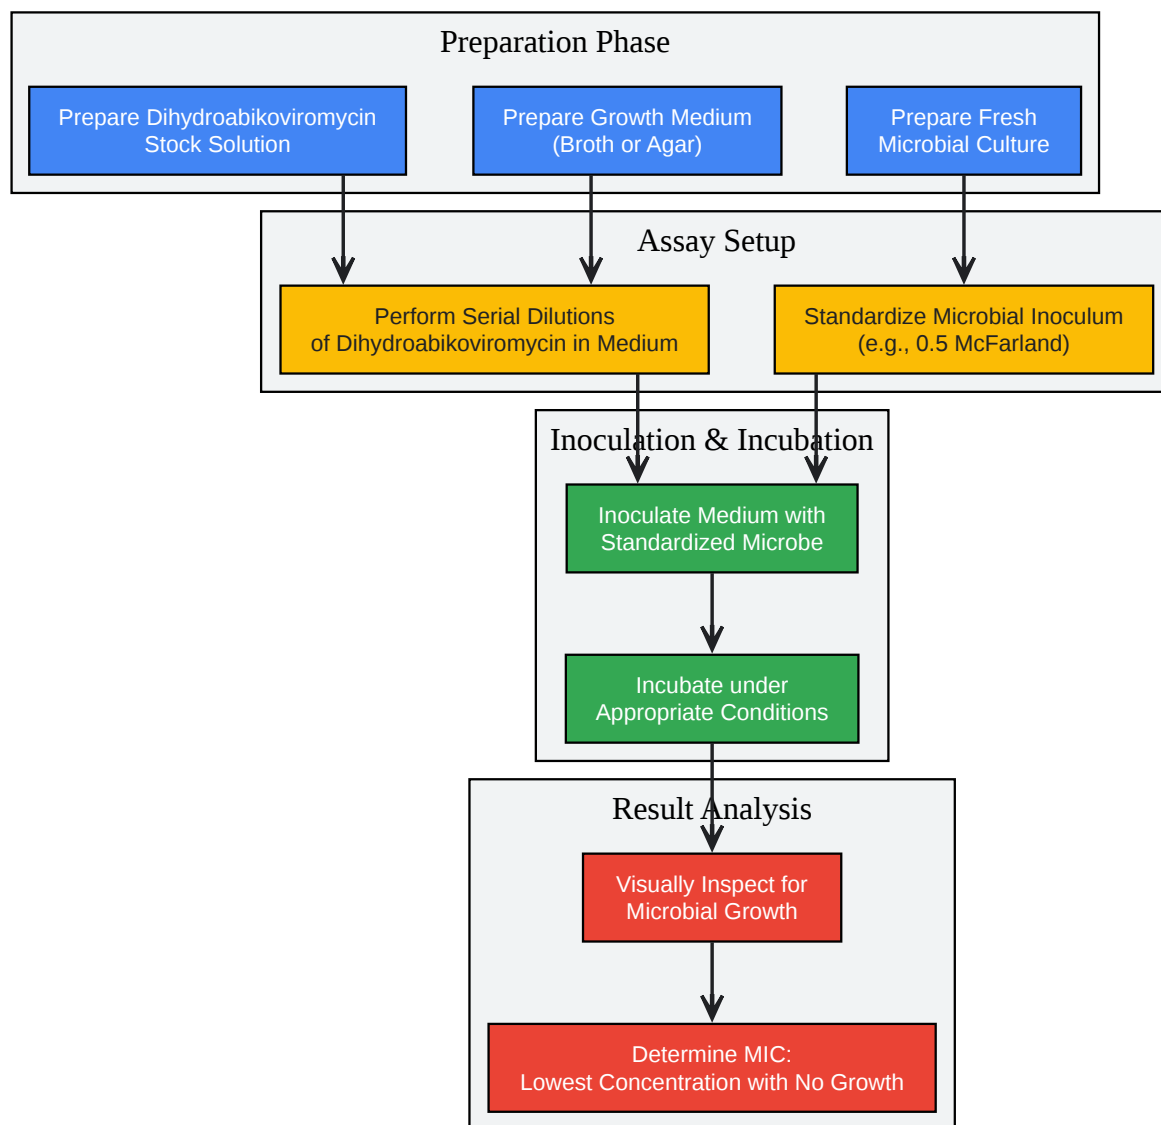 Preparation Phase
Prepare Dihydroabikoviromycin
Stock Solution
Prepare Growth Medium
(Broth or Agar)
Prepare Fresh
Microbial Culture
Assay Setup
Perform Serial Dilutions
of Dihydroabikoviromycin in Medium
Standardize Microbial Inoculum
(e.g., 0.5 McFarland)
Inoculation & Incubation
Inoculate Medium with
Standardized Microbe
Incubate under
Appropriate Conditions
Result Analysis
Visually Inspect for
Microbial Growth
Determine MIC:
Lowest Concentration with No Growth